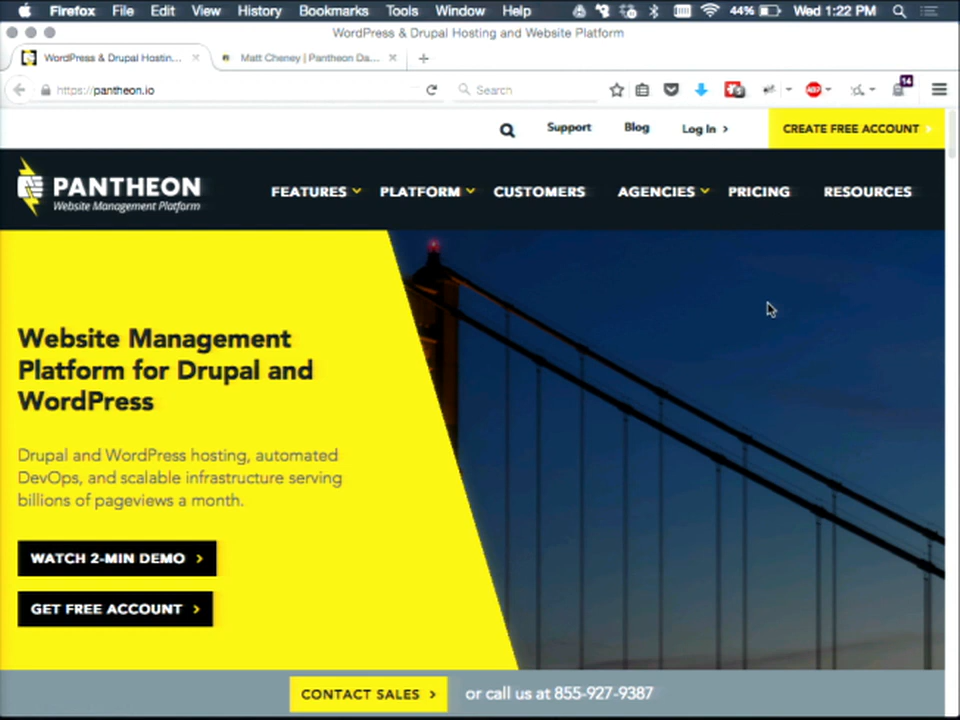 Firefox File Edit View History Bookmarks Tools Window Help 44% Wed 1:22 PM
WordPress & Drupal Hosting and Website Platform
WordPress & Drupal Hostin... Matt Cheney | Pantheon Da...
https://pantheon.io Search ABP 14
Support Blog Log In CREATE FREE ACCOUNT
PANTHEON
Website Management Platform
FEATURES PLATFORM CUSTOMERS AGENCIES PRICING RESOURCES
Website Management
Platform for Drupal and
WordPress
Drupal and WordPress hosting, automated
DevOps, and scalable infrastructure serving
billions of pageviews a month.
WATCH 2-MIN DEMO
GET FREE ACCOUNT
CONTACT SALES or call us at 855-927-9387